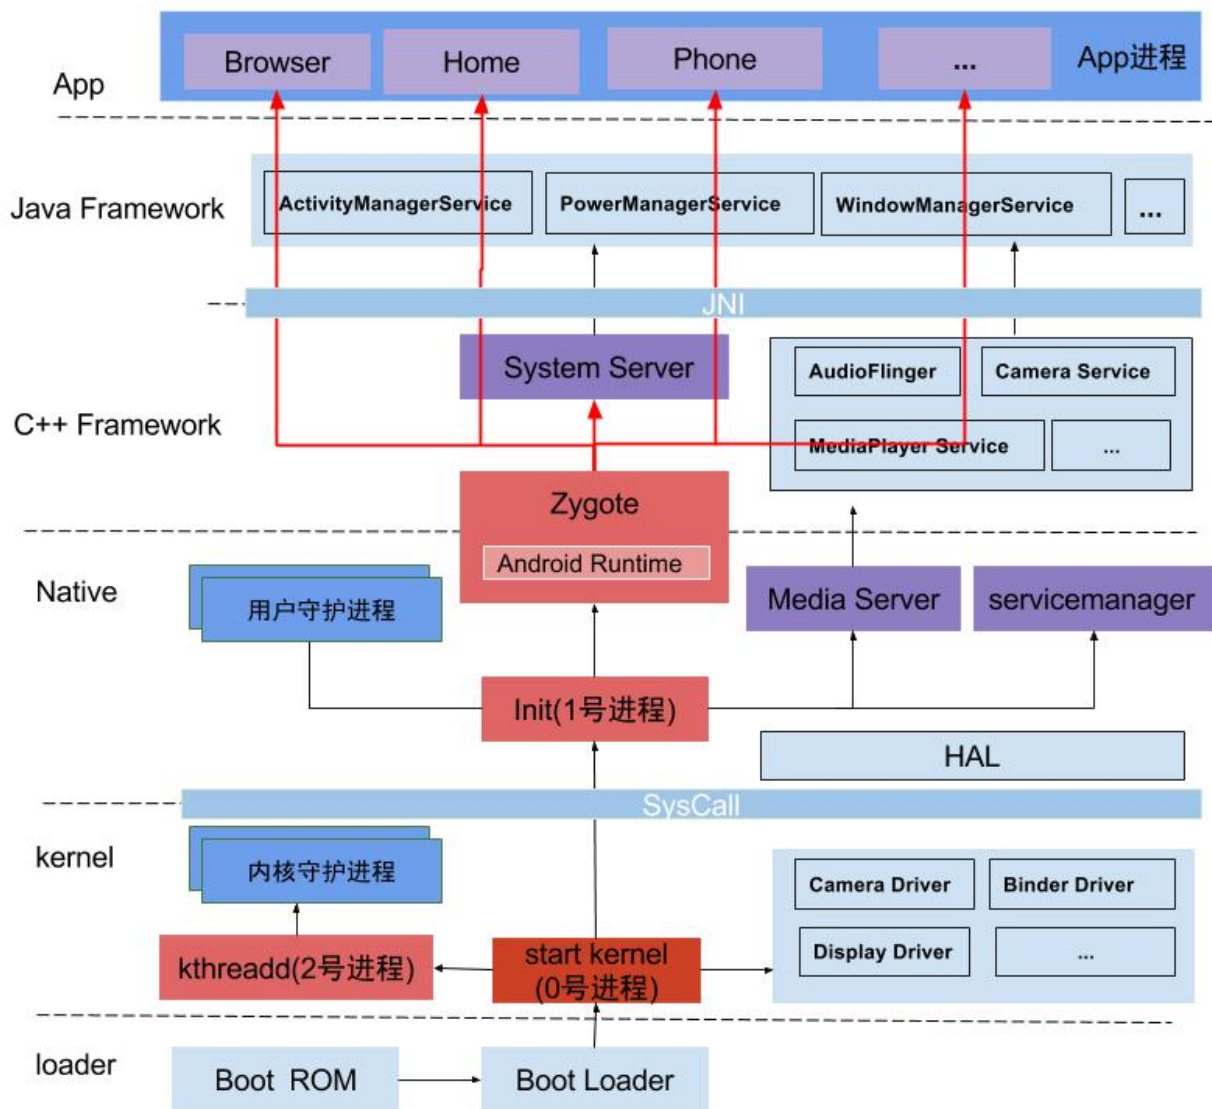 Browser
Home
Phone
...
App进程
App
Java Framework
ActivityManagerService
PowerManagerService
WindowManagerService
...
JNI
System Server
AudioFlinger
Camera Service
C++ Framework
MediaPlayer Service
...
Zygote
Android Runtime
Native
用户守护进程
Media Server
servicemanager
Init(1号进程)
HAL
SysCall
kernel
内核守护进程
Camera Driver
Binder Driver
kthreadd(2号进程)
start kernel
(0号进程)
Display Driver
...
loader
Boot ROM
Boot Loader